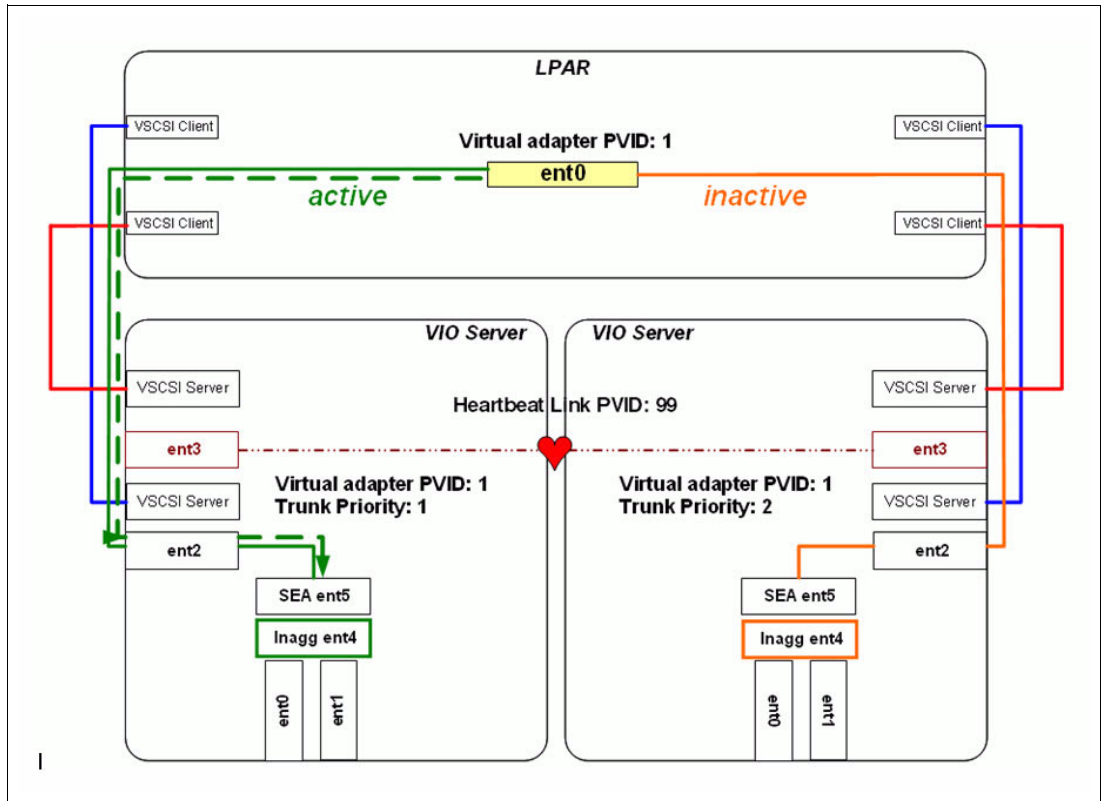 LPAR
VSCSI Client
VSCSI Client
Virtual adapter PVID: 1
ent0
active
inactive
VSCSI Client
VSCSI Client
VIO Server
VIO Server
VSCSI Server
VSCSI Server
Heartbeat Link PVID: 99
ent3
ent3
Virtual adapter PVID: 1
Trunk Priority: 1
Virtual adapter PVID: 1
Trunk Priority: 2
VSCSI Server
VSCSI Server
ent2
ent2
SEA ent5
SEA ent5
lnagg ent4
lnagg ent4
ent0
ent1
ent0
ent1
l